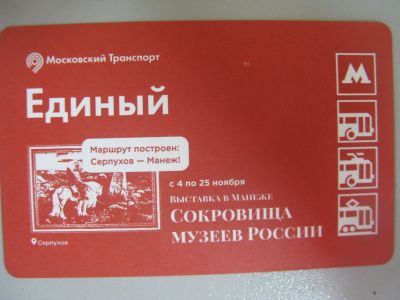 Московский Транспорт
Единый
М
Маршрут построен:
Серпухов — Манеж!
с 4 по 25 ноября
Выставка в Манеже
Сокровища
музеев России
Серпухов